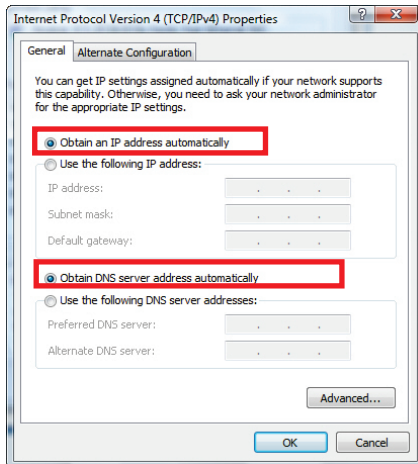 Internet Protocol Version 4 (TCP/IPv4) Properties
General
Alternate Configuration
You can get IP settings assigned automatically if your network supports
this capability. Otherwise, you need to ask your network administrator
for the appropriate IP settings.
Obtain an IP address automatically
Use the following IP address:
IP address:
Subnet mask:
Default gateway:
Obtain DNS server address automatically
Use the following DNS server addresses:
Preferred DNS server:
Alternate DNS server:
Advanced...
OK
Cancel